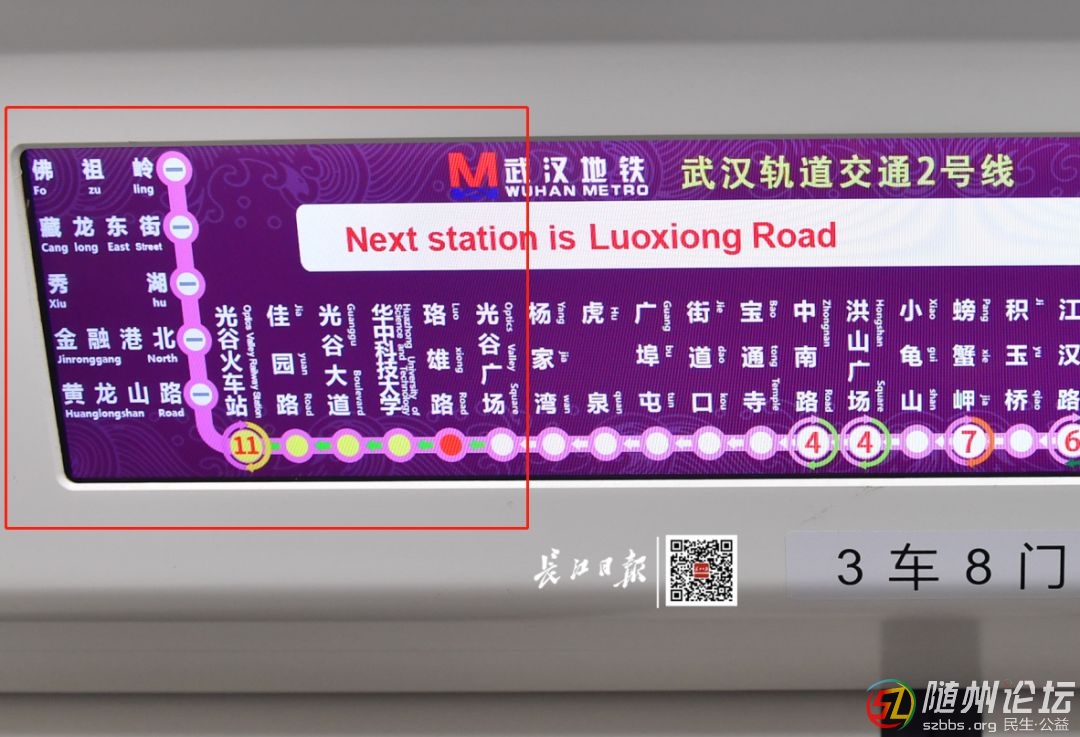 佛祖岭
Fo zu ling
藏龙东街
Cang long East Street
秀湖
Xiu hu
金融港北
Jinronggang North
黄龙山路
Huanglongshan Road
M 武汉地铁
WUHAN METRO
武汉轨道交通2号线
Next station is Luoxiong Road
光谷火车站
Optics Valley Railway Station
佳园路
Jia yuan Road
光谷大道
Guanggu Boulevard
华中科技大学
Huazhong University of
Science and Technology
珞雄路
Luo xiong Road
光谷广场
Optics Valley Square
杨家湾
Yang jia wan
虎泉
Hu quan
广埠屯
Guang bu tun
街道口
Jie dao kou
宝通寺
Bao tong Temple
中南路
Zhongnan Road
洪山广场
Hongshan Square
小龟山
Xiao gui shan
螃蟹岬
Pang xie jia
积玉桥
Ji yu qiao
江汉路
11
4
4
7
6
长江日报
3车8门
随州论坛
szbbs.org 民生·公益